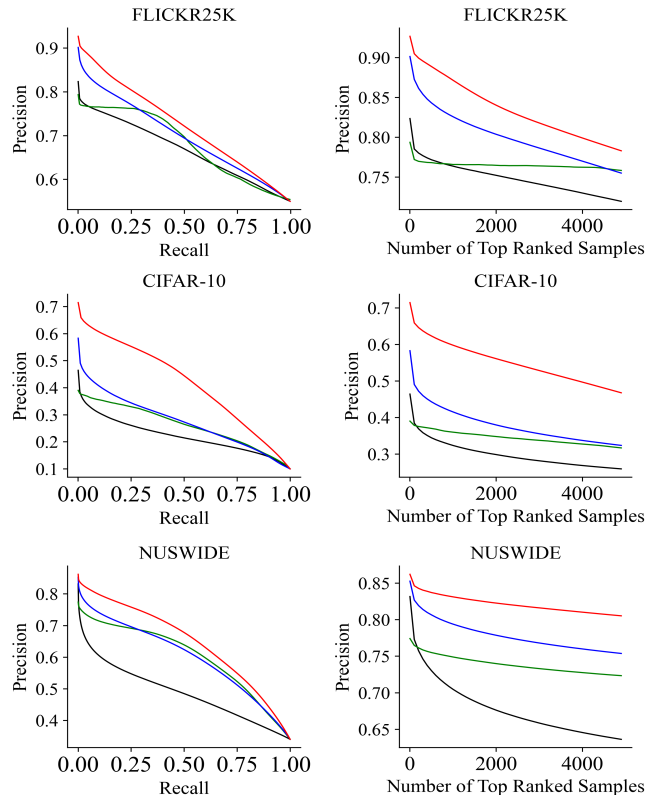 FLICKR25K
Precision
0.9
0.8
0.7
0.6
0.00 0.25 0.50 0.75 1.00
Recall
FLICKR25K
Precision
0.90
0.85
0.80
0.75
0 2000 4000
Number of Top Ranked Samples
CIFAR-10
Precision
0.7
0.6
0.5
0.4
0.3
0.2
0.1
0.00 0.25 0.50 0.75 1.00
Recall
CIFAR-10
Precision
0.7
0.6
0.5
0.4
0.3
0 2000 4000
Number of Top Ranked Samples
NUSWIDE
Precision
0.8
0.7
0.6
0.5
0.4
0.00 0.25 0.50 0.75 1.00
Recall
NUSWIDE
Precision
0.85
0.80
0.75
0.70
0.65
0 2000 4000
Number of Top Ranked Samples